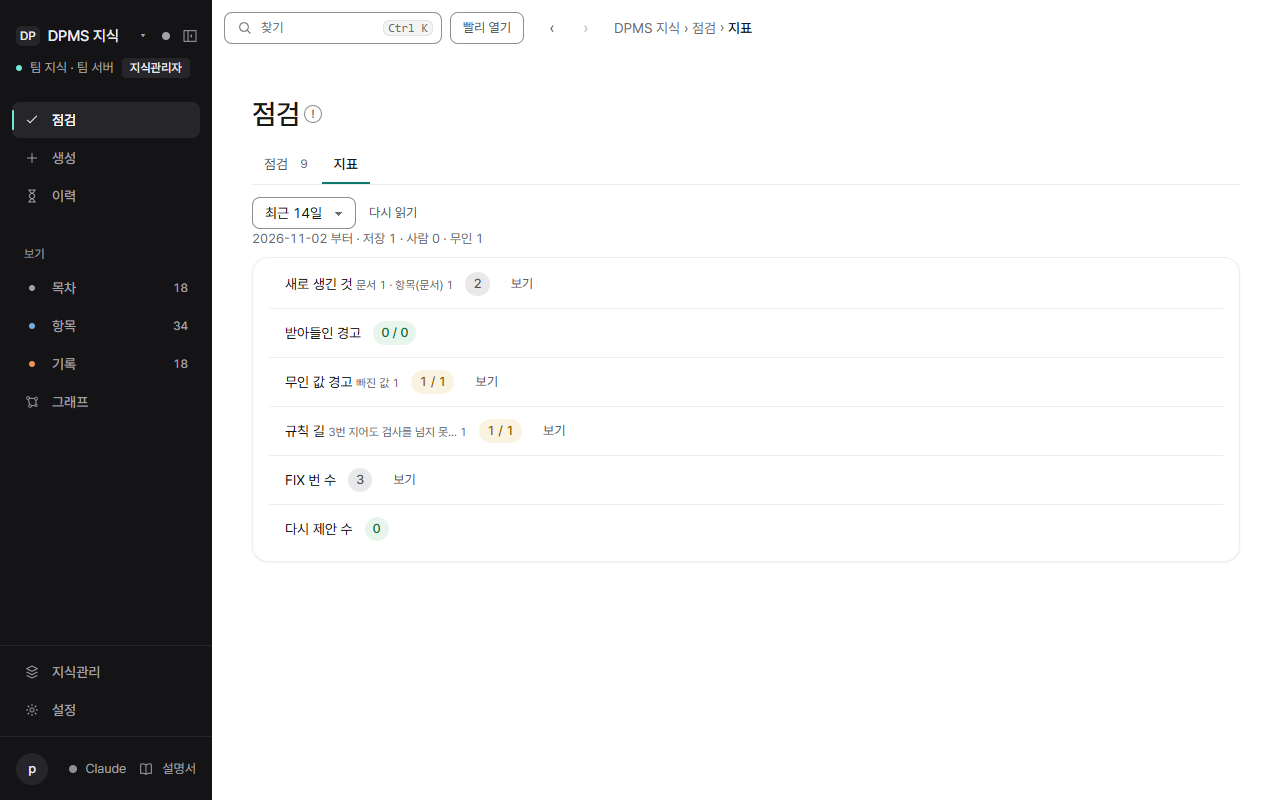 DP DPMS 지식
팀 지식 · 팀 서버 지식관리자
점검
생성
이력
보기
목차 18
항목 34
기록 18
그래프
지식관리
설정
p Claude 설명서
찾기 Ctrl K 빨리 열기 ‹ › DPMS 지식 › 점검 › 지표
점검 !
점검 9 지표
최근 14일 다시 읽기
2026-11-02 부터 · 저장 1 · 사람 0 · 무인 1
새로 생긴 것 문서 1 · 항목(문서) 1 2 보기
받아들인 경고 0 / 0
무인 값 경고 빠진 값 1 1 / 1 보기
규칙 길 3번 지어도 검사를 넘지 못... 1 1 / 1 보기
FIX 번 수 3 보기
다시 제안 수 0